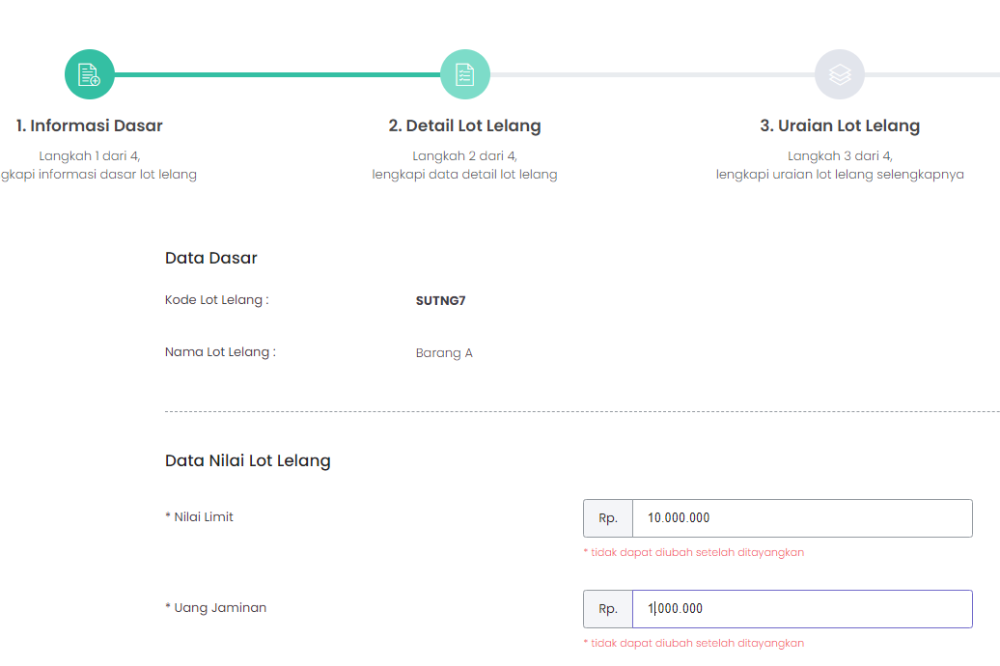 1. Informasi Dasar
Langkah 1 dari 4,
gkapi informasi dasar lot lelang
2. Detail Lot Lelang
Langkah 2 dari 4,
lengkapi data detail lot lelang
3. Uraian Lot Lelang
Langkah 3 dari 4,
lengkapi uraian lot lelang selengkapnya
Data Dasar
Kode Lot Lelang : SUTNG7
Nama Lot Lelang : Barang A
Data Nilai Lot Lelang
* Nilai Limit Rp. 10.000.000
* tidak dapat diubah setelah ditayangkan
* Uang Jaminan Rp. 1.000.000
* tidak dapat diubah setelah ditayangkan